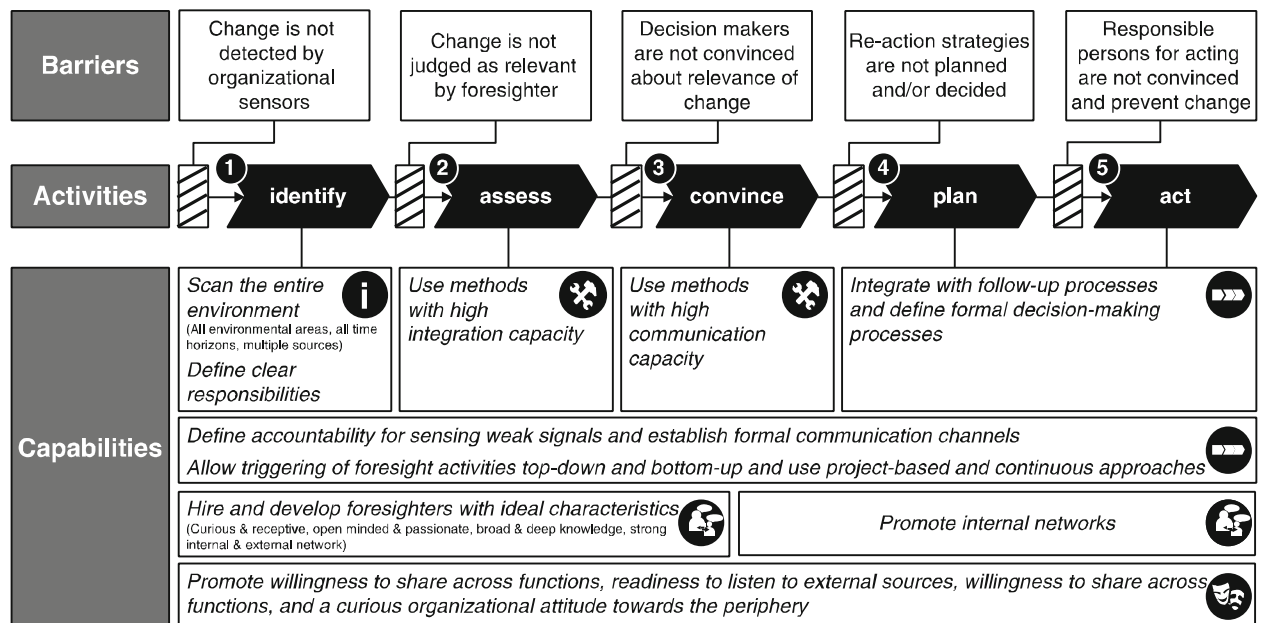 Barriers
Change is not
detected by
organizational
sensors
Change is not
judged as relevant
by foresighter
Decision makers
are not convinced
about relevance of
change
Re-action strategies
are not planned
and/or decided
Responsible
persons for acting
are not convinced
and prevent change
Activities
1
identify
2
assess
3
convince
4
plan
5
act
Capabilities
Scan the entire
environment
(All environmental areas, all time
horizons, multiple sources)
Define clear
responsibilities
i
Use methods
with high
integration capacity
Use methods
with high
communication
capacity
Integrate with follow-up processes
and define formal decision-making
processes
Define accountability for sensing weak signals and establish formal communication channels
Allow triggering of foresight activities top-down and bottom-up and use project-based and continuous approaches
Hire and develop foresighters with ideal characteristics
(Curious & receptive, open minded & passionate, broad & deep knowledge, strong
internal & external network)
Promote internal networks
Promote willingness to share across functions, readiness to listen to external sources, willingness to share across
functions, and a curious organizational attitude towards the periphery